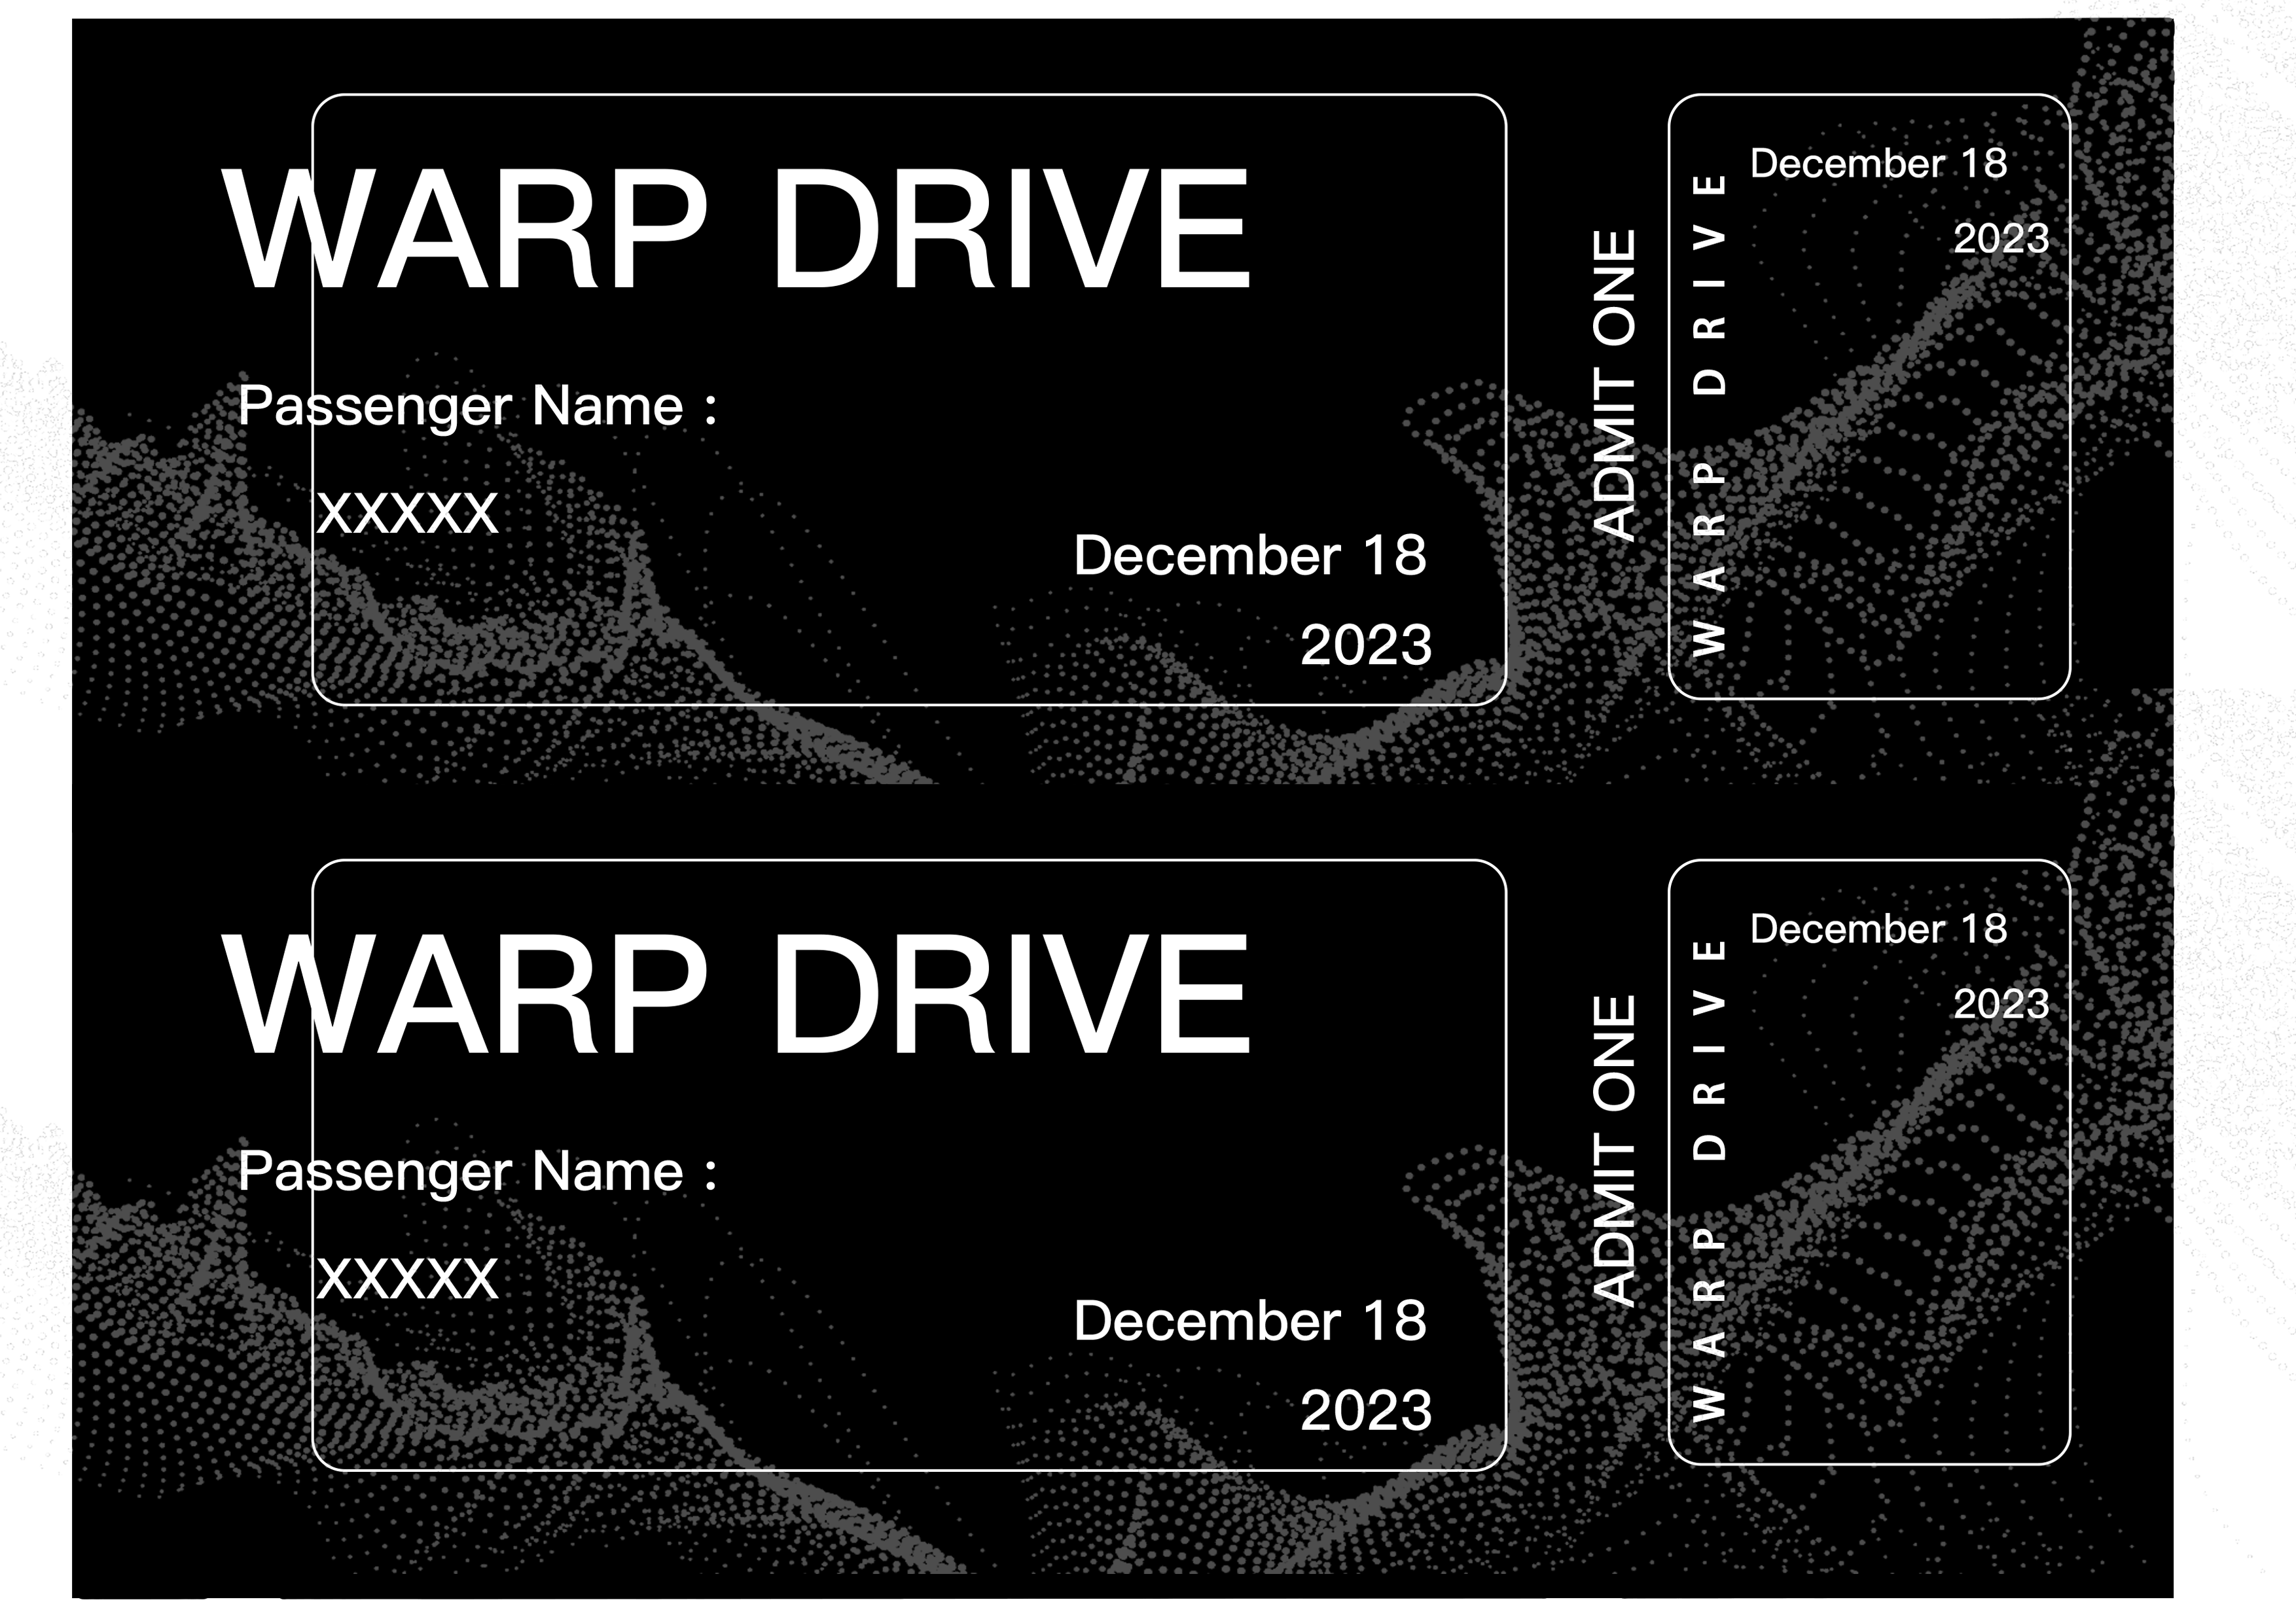 WARP DRIVE
Passenger Name :
XXXXX
December 18
2023
ADMIT ONE
WARP DRIVE
December 18
2023
WARP DRIVE
Passenger Name :
XXXXX
December 18
2023
ADMIT ONE
WARP DRIVE
December 18
2023